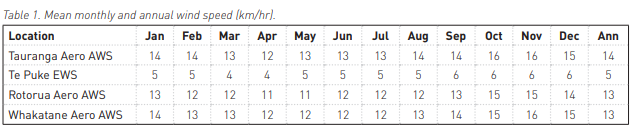 Table 1. Mean monthly and annual wind speed (km/hr).
Location Jan Feb Mar Apr May Jun Jul Aug Sep Oct Nov Dec Ann
Tauranga Aero AWS 14 14 13 12 13 13 13 14 14 16 16 15 14
Te Puke EWS 5 5 4 4 5 5 5 5 6 6 6 6 5
Rotorua Aero AWS 13 12 12 11 11 12 12 12 13 15 15 14 13
Whakatane Aero AWS 14 13 13 12 12 12 12 13 14 15 16 15 13